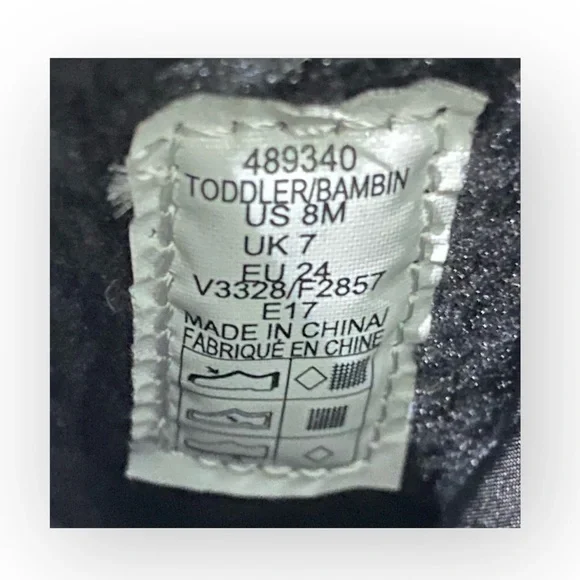 489340
TODDLER/BAMBIN
US 8M
UK 7
EU 24
V3328/F2857
E17
MADE IN CHINA/
FABRIQUÉ EN CHINE